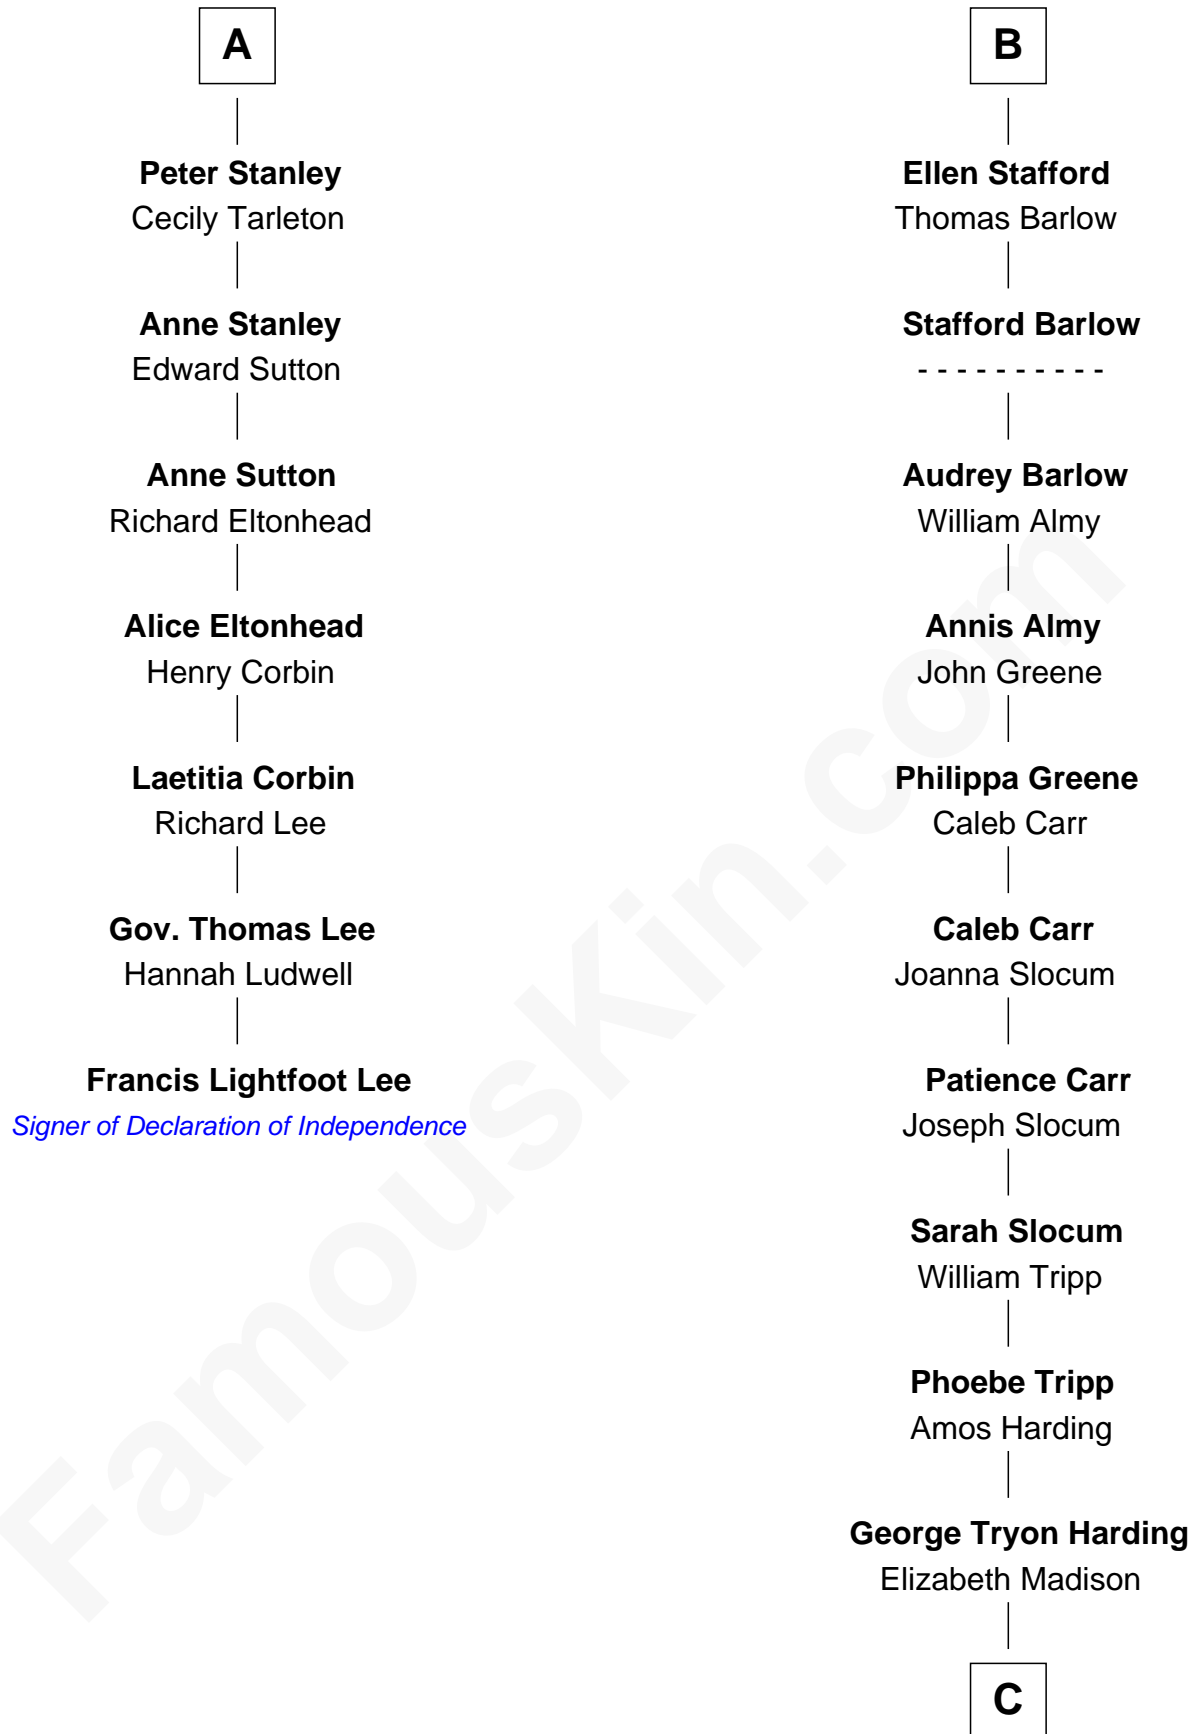 A
Peter Stanley
Cecily Tarleton
Anne Stanley
Edward Sutton
Anne Sutton
Richard Eltonhead
Alice Eltonhead
Henry Corbin
Laetitia Corbin
Richard Lee
Gov. Thomas Lee
Hannah Ludwell
Francis Lightfoot Lee
Signer of Declaration of Independence
B
Ellen Stafford
Thomas Barlow
Stafford Barlow
- - - - - - - - - -
Audrey Barlow
William Almy
Annis Almy
John Greene
Philippa Greene
Caleb Carr
Caleb Carr
Joanna Slocum
Patience Carr
Joseph Slocum
Sarah Slocum
William Tripp
Phoebe Tripp
Amos Harding
George Tryon Harding
Elizabeth Madison
C
FamousKin.com